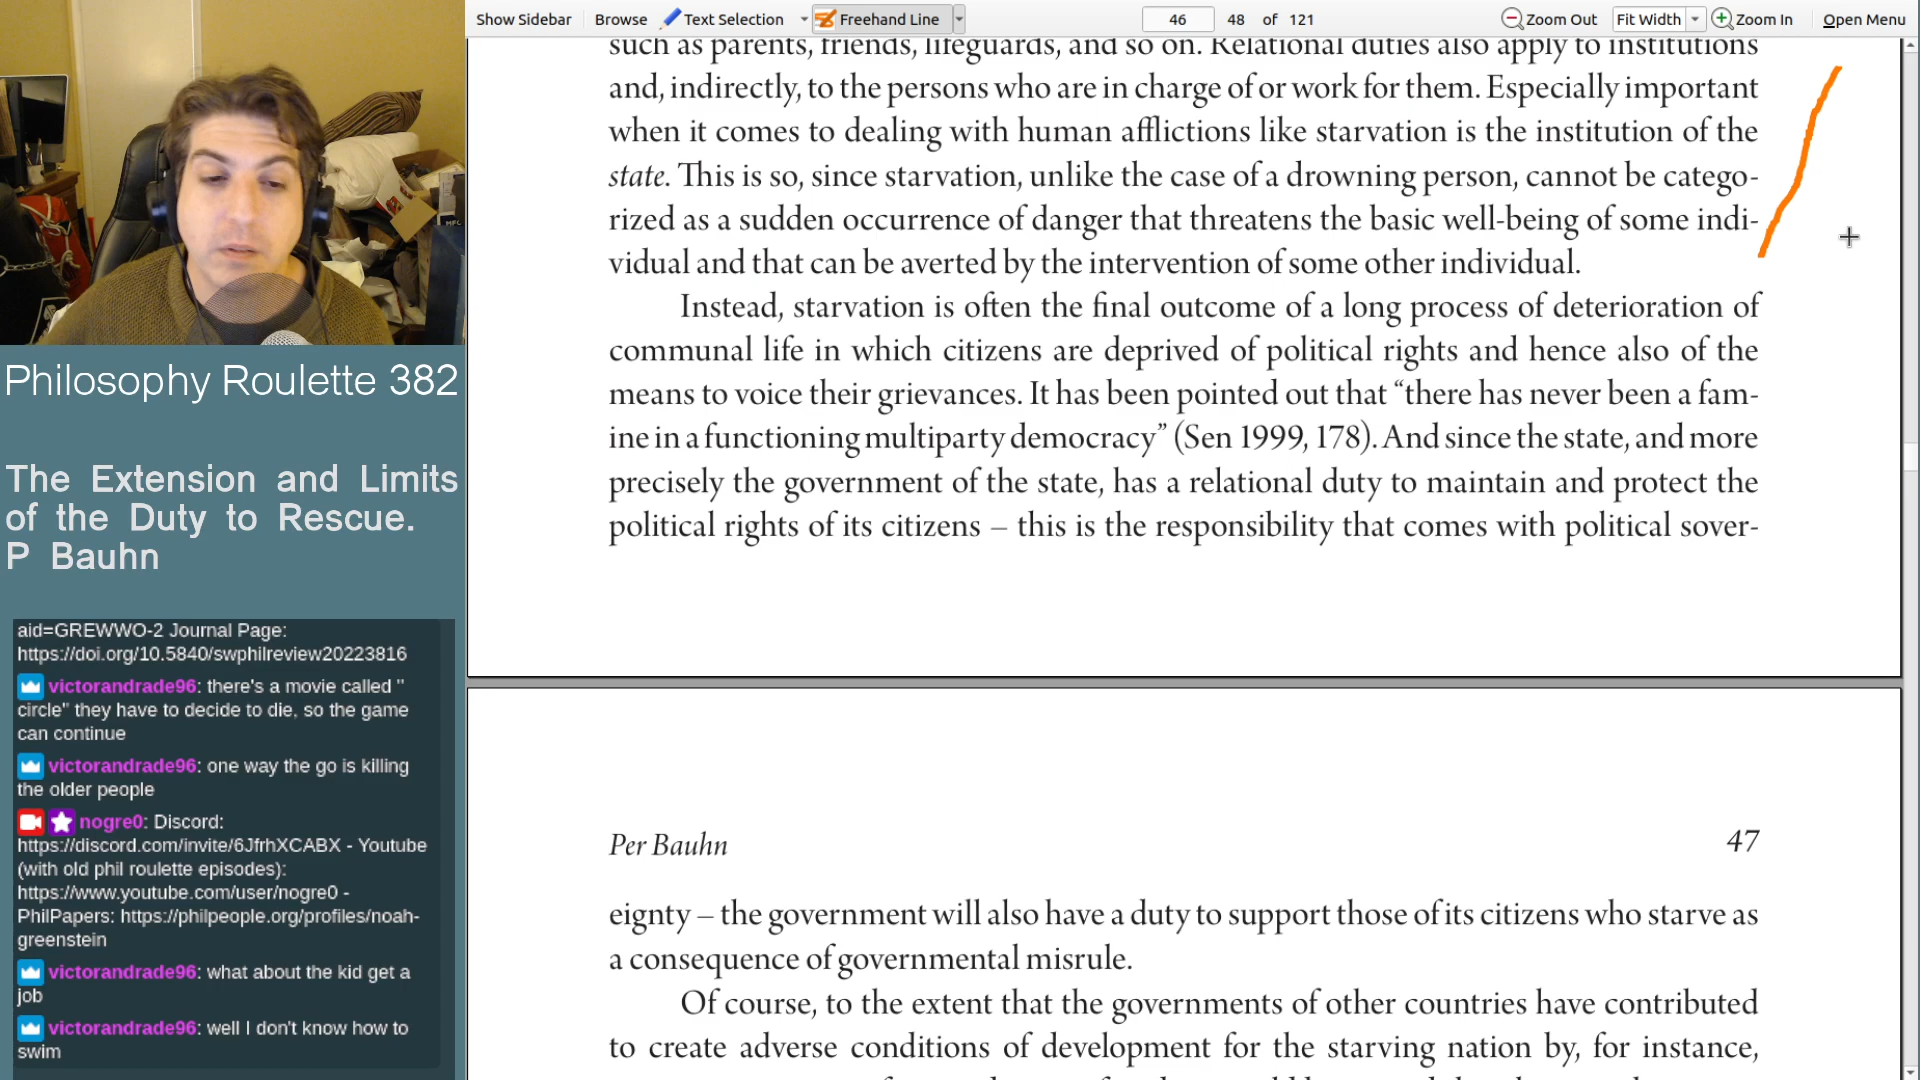 Show Sidebar Browse Text Selection Freehand Line 46 48 of 121 Zoom Out Fit Width Zoom In Open Menu
such as parents, friends, lifeguards, and so on. Relational duties also apply to institutions
and, indirectly, to the persons who are in charge of or work for them. Especially important
when it comes to dealing with human afflictions like starvation is the institution of the
state. This is so, since starvation, unlike the case of a drowning person, cannot be catego-
rized as a sudden occurrence of danger that threatens the basic well-being of some indi-
vidual and that can be averted by the intervention of some other individual.
Instead, starvation is often the final outcome of a long process of deterioration of
communal life in which citizens are deprived of political rights and hence also of the
means to voice their grievances. It has been pointed out that “there has never been a fam-
ine in a functioning multiparty democracy” (Sen 1999, 178). And since the state, and more
precisely the government of the state, has a relational duty to maintain and protect the
political rights of its citizens – this is the responsibility that comes with political sover-
Per Bauhn 47
eignty – the government will also have a duty to support those of its citizens who starve as
a consequence of governmental misrule.
Of course, to the extent that the governments of other countries have contributed
to create adverse conditions of development for the starving nation by, for instance,
Philosophy Roulette 382
The Extension and Limits
of the Duty to Rescue.
P Bauhn
aid=GREWWO-2 Journal Page:
https://doi.org/10.5840/swphilreview20223816
victorandrade96: there's a movie called "
circle" they have to decide to die, so the game
can continue
victorandrade96: one way the go is killing
the older people
nogre0: Discord:
https://discord.com/invite/6JfrhXCABX - Youtube
(with old phil roulette episodes):
https://www.youtube.com/user/nogre0 -
PhilPapers: https://philpeople.org/profiles/noah-
greenstein
victorandrade96: what about the kid get a
job
victorandrade96: well I don't know how to
swim